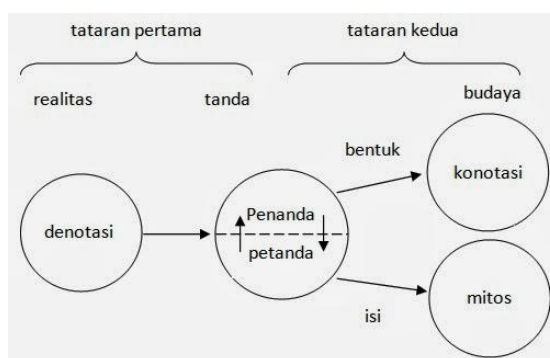 tataran pertama
tataran kedua
realitas
tanda
budaya
bentuk
konotasi
denotasi
Penanda
petanda
isi
mitos